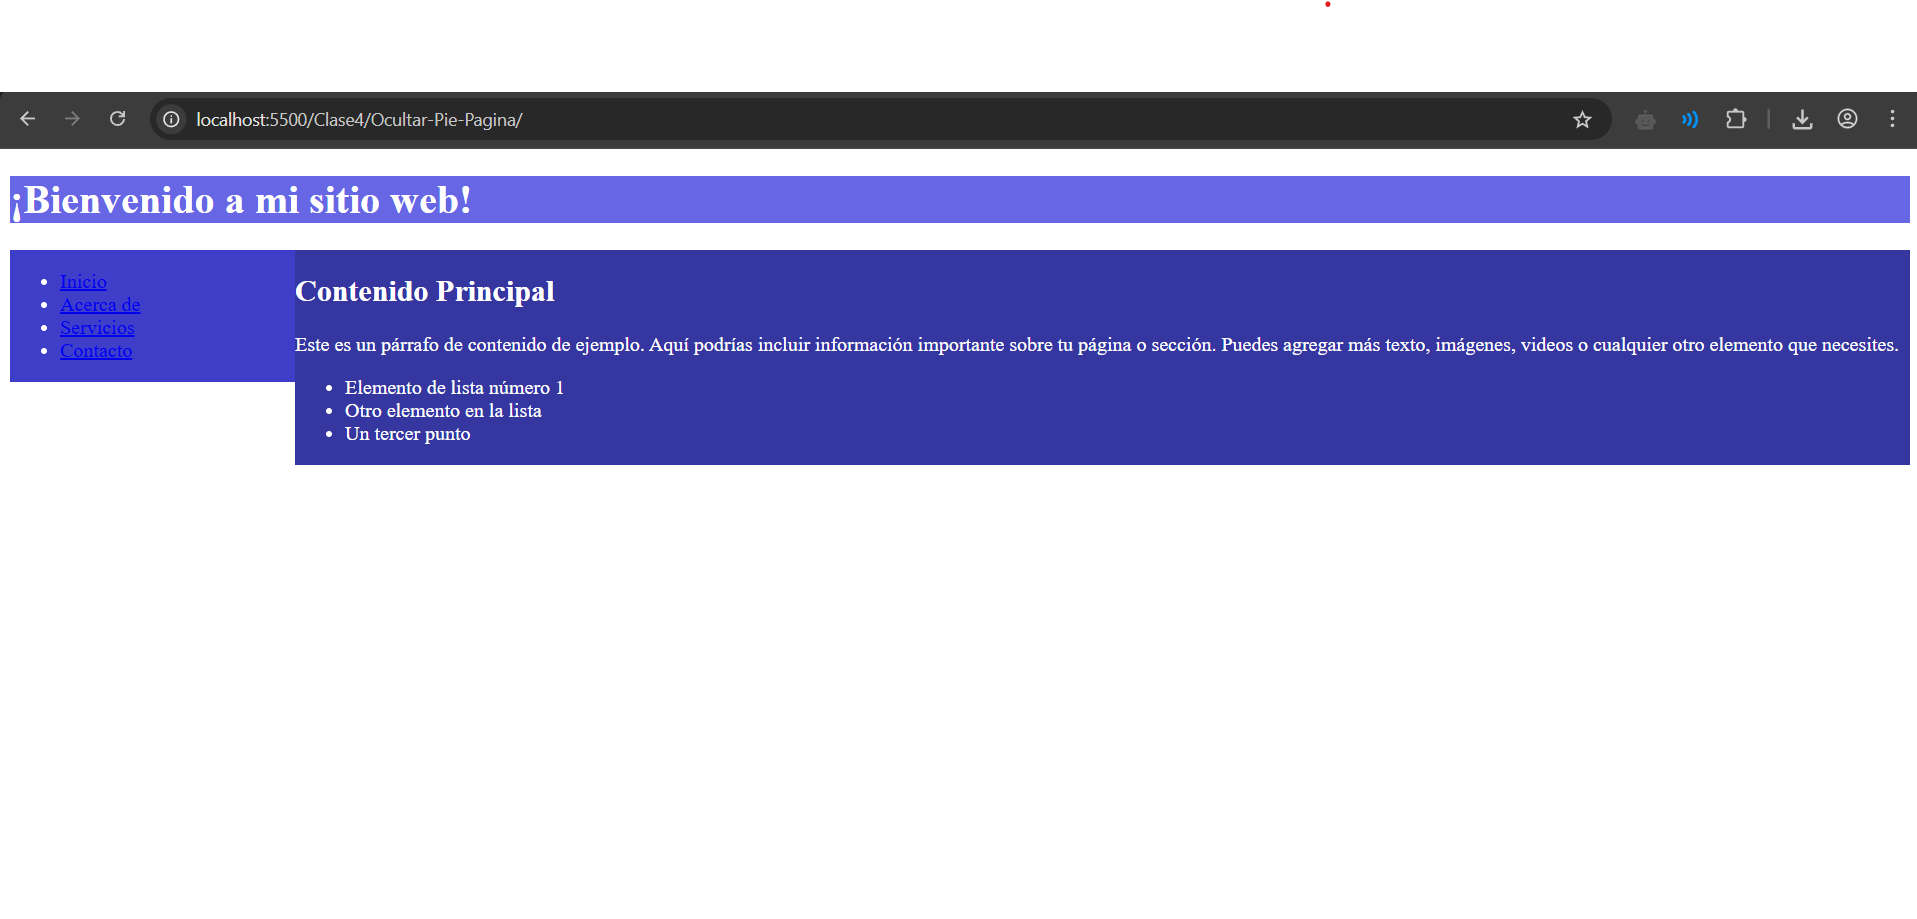 localhost:5500/Clase4/Ocultar-Pie-Pagina/
¡Bienvenido a mi sitio web!
Inicio
Acerca de
Servicios
Contacto
Contenido Principal
Este es un párrafo de contenido de ejemplo. Aquí podrías incluir información importante sobre tu página o sección. Puedes agregar más texto, imágenes, videos o cualquier otro elemento que necesites.
Elemento de lista número 1
Otro elemento en la lista
Un tercer punto